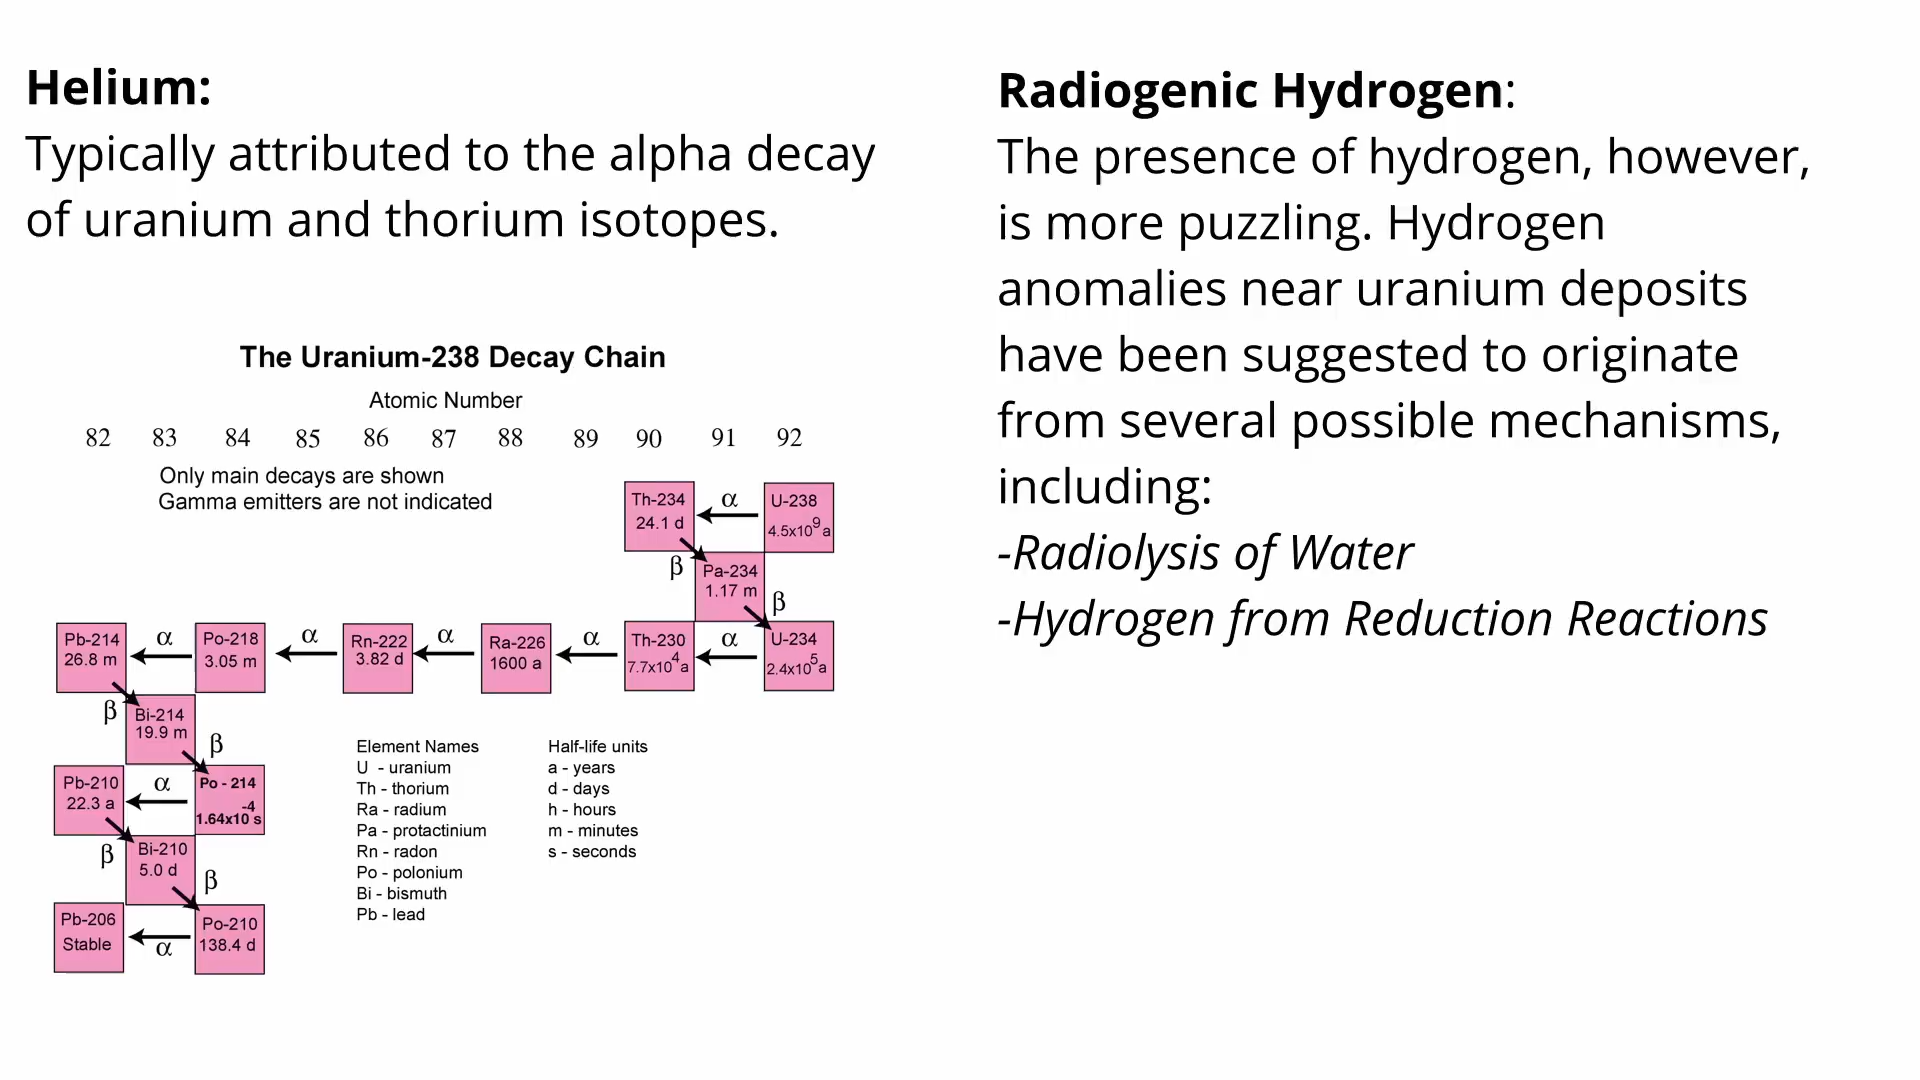 Helium:
Typically attributed to the alpha decay
of uranium and thorium isotopes.
The Uranium-238 Decay Chain
Atomic Number
82 83 84 85 86 87 88 89 90 91 92
Only main decays are shown
Gamma emitters are not indicated
Th-234
24.1 d
α
U-238
4.5x10⁹a
β
Pa-234
1.17 m
β
Pb-214
26.8 m
α
Po-218
3.05 m
α
Rn-222
3.82 d
α
Ra-226
1600 a
α
Th-230
7.7x10⁴a
α
U-234
2.4x10⁵a
β
Bi-214
19.9 m
β
Pb-210
22.3 a
α
Po - 214
-4
1.64x10 s
β
Bi-210
5.0 d
β
Pb-206
Stable
α
Po-210
138.4 d
Element Names
U - uranium
Th - thorium
Ra - radium
Pa - protactinium
Rn - radon
Po - polonium
Bi - bismuth
Pb - lead
Half-life units
a - years
d - days
h - hours
m - minutes
s - seconds
Radiogenic Hydrogen:
The presence of hydrogen, however,
is more puzzling. Hydrogen
anomalies near uranium deposits
have been suggested to originate
from several possible mechanisms,
including:
-Radiolysis of Water
-Hydrogen from Reduction Reactions